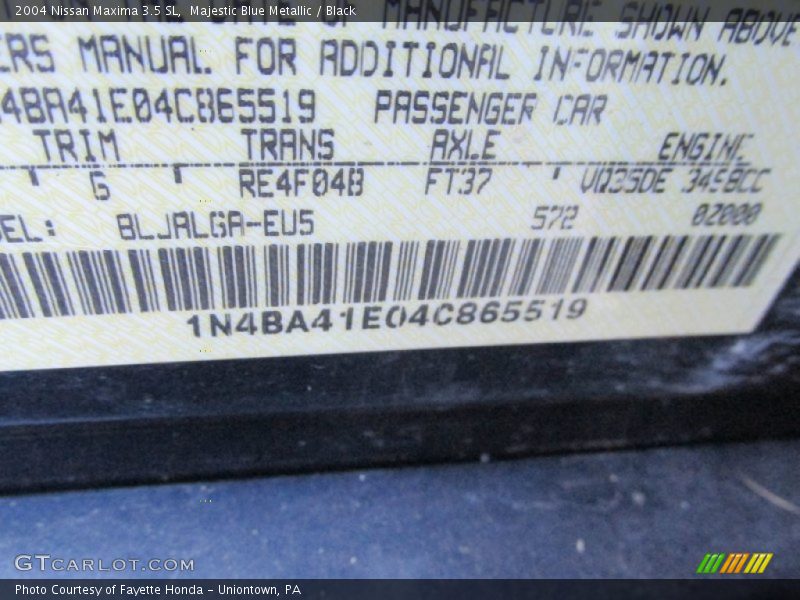 2004 Nissan Maxima 3.5 SL, Majestic Blue Metallic / Black
OF MANUFACTURE SHOWN ABOVE
ERS MANUAL FOR ADDITIONAL INFORMATION.
4BA41E04C865519 PASSENGER CAR
TRIM TRANS AXLE ENGINE
G RE4F04B FT37 VQ35DE 3498CC
EL: BLJALGA-EU5 572 02000
1N4BA41E04C865519
GTCARLOT.COM
Photo Courtesy of Fayette Honda - Uniontown, PA